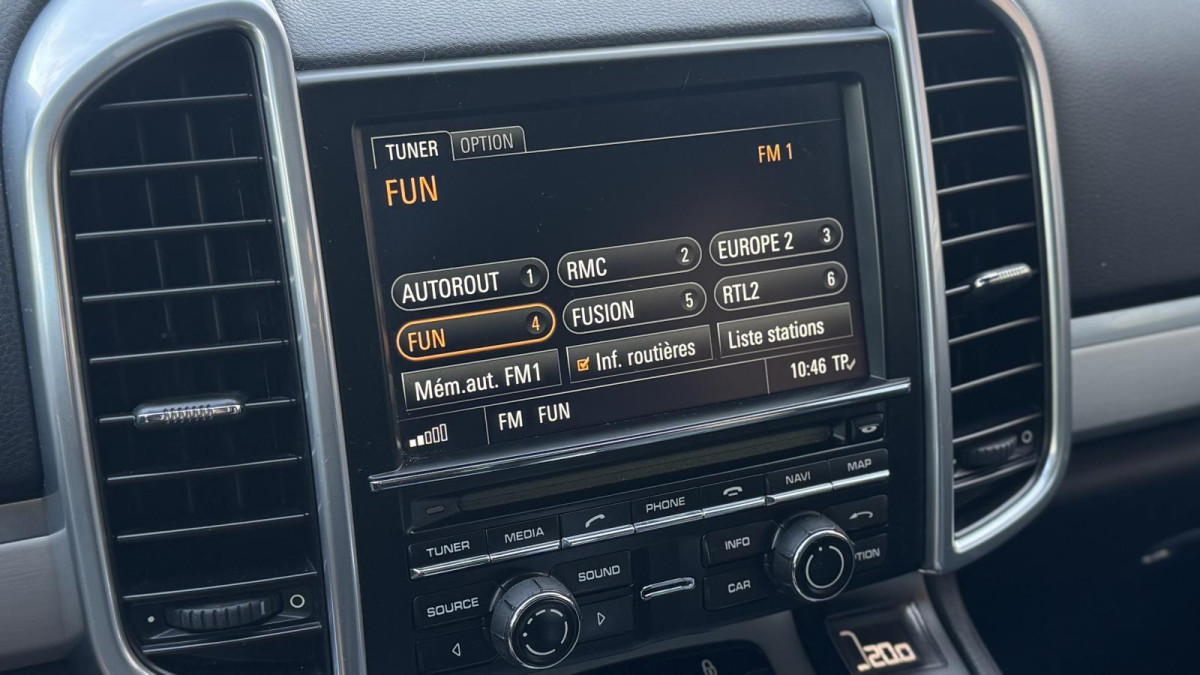 TUNER OPTION
FUN FM 1
AUTOROUT 1 RMC 2 EUROPE 2 3
FUN 4 FUSION 5 RTL2 6
Mém.aut. FM1 Inf. routières Liste stations
FM FUN 10:46 TP
TUNER MEDIA PHONE NAVI MAP
SOURCE SOUND INFO
CAR TION
20.0